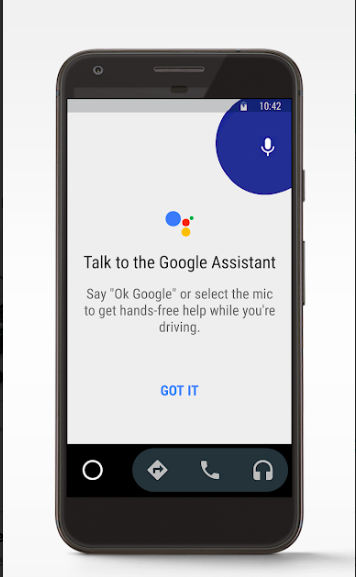 10:42
Talk to the Google Assistant
Say "Ok Google" or select the mic
to get hands-free help while you're
driving.
GOT IT